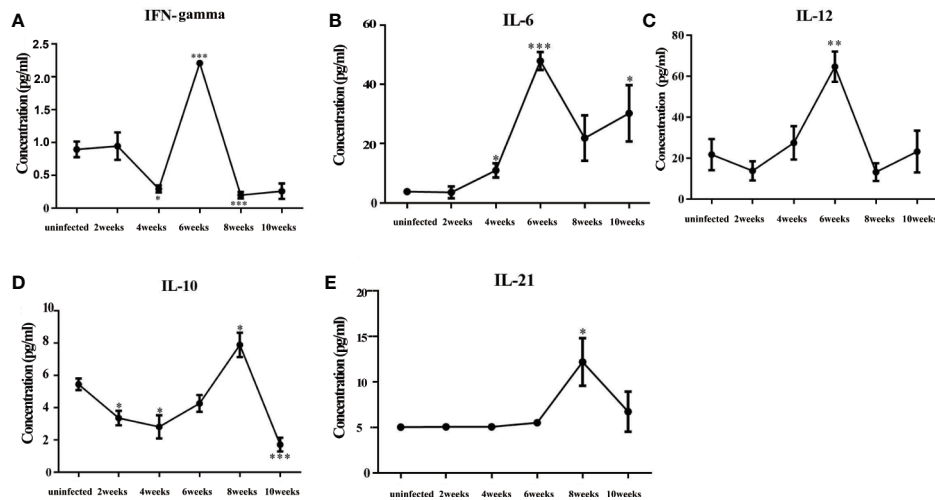 A
IFN-gamma
Concentration (pg/ml)
2.5
2.0
1.5
1.0
0.5
0.0
***
*
***
uninfected 2weeks 4weeks 6weeks 8weeks 10weeks
B
IL-6
Concentration (pg/ml)
60
40
20
0
*
***
*
uninfected 2weeks 4weeks 6weeks 8weeks 10weeks
C
IL-12
Concentration (pg/ml)
80
60
40
20
0
**
uninfected 2weeks 4weeks 6weeks 8weeks 10weeks
D
IL-10
Concentration (pg/ml)
10
8
6
4
2
0
*
*
*
***
uninfected 2weeks 4weeks 6weeks 8weeks 10weeks
E
IL-21
Concentration (pg/ml)
20
15
10
5
0
*
uninfected 2weeks 4weeks 6weeks 8weeks 10weeks